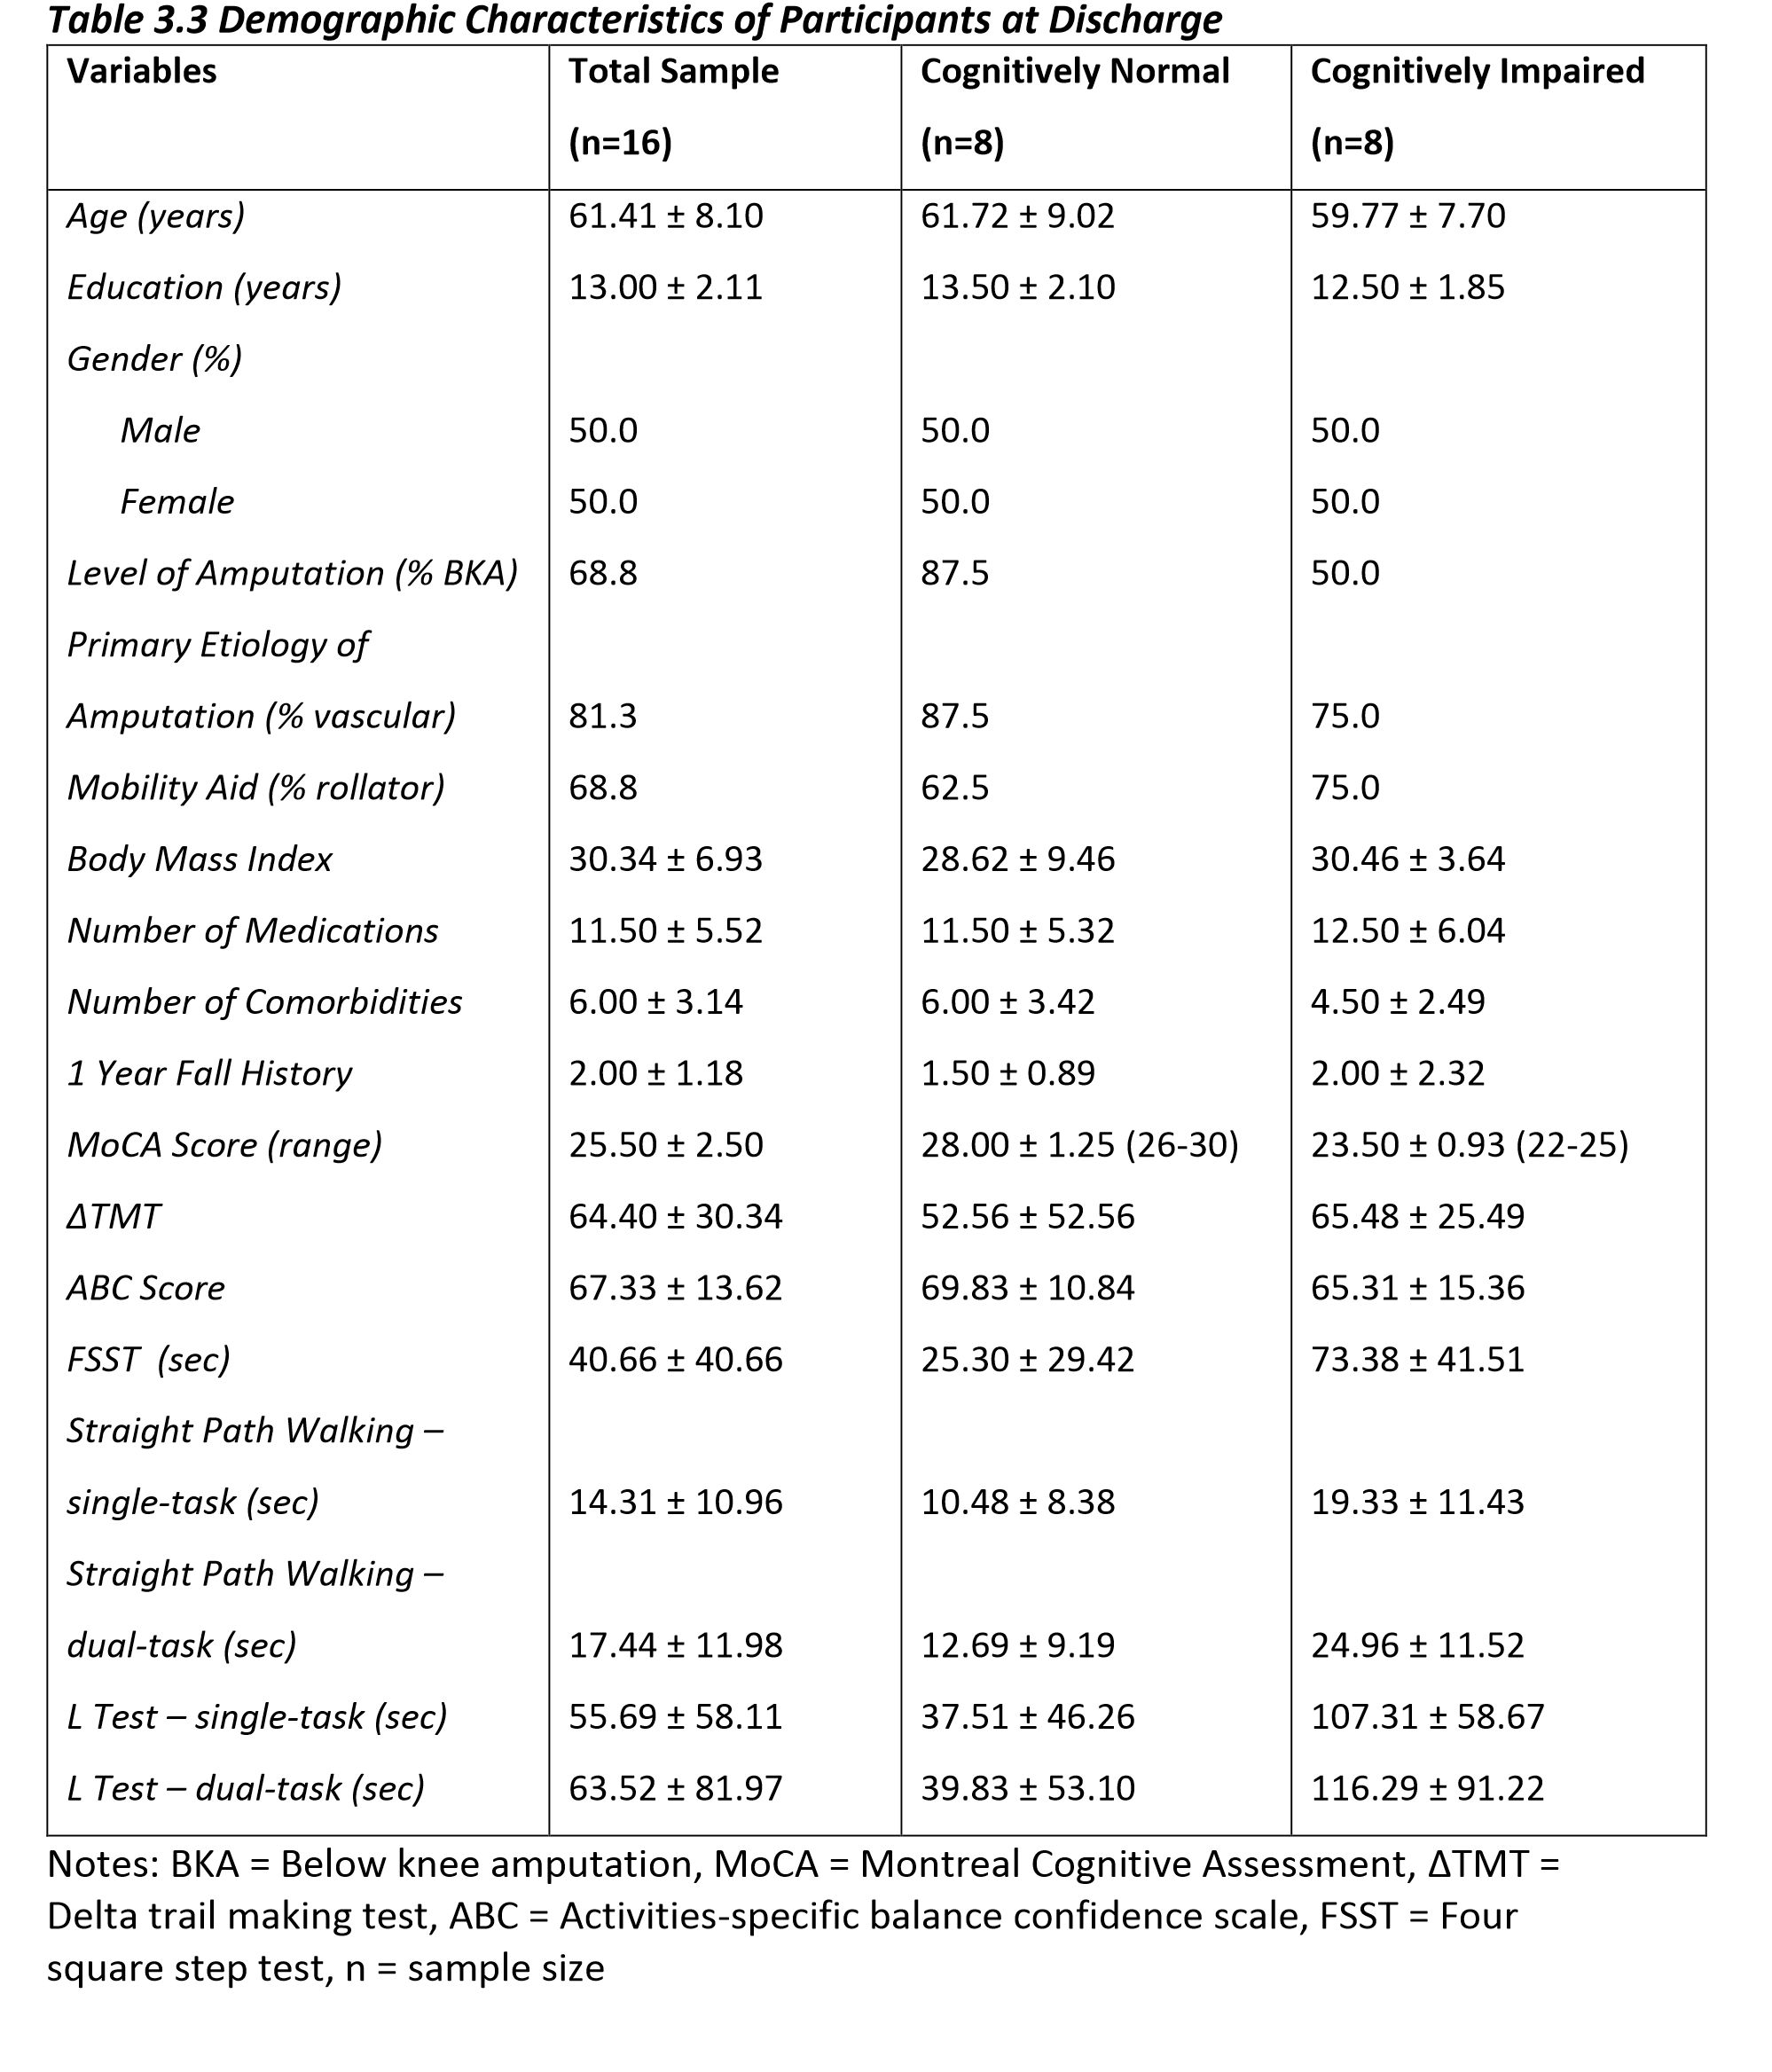 Table 3.3 Demographic Characteristics of Participants at Discharge
Variables Total Sample Cognitively Normal Cognitively Impaired
(n=16) (n=8) (n=8)
Age (years) 61.41 ± 8.10 61.72 ± 9.02 59.77 ± 7.70
Education (years) 13.00 ± 2.11 13.50 ± 2.10 12.50 ± 1.85
Gender (%)
Male 50.0 50.0 50.0
Female 50.0 50.0 50.0
Level of Amputation (% BKA) 68.8 87.5 50.0
Primary Etiology of
Amputation (% vascular) 81.3 87.5 75.0
Mobility Aid (% rollator) 68.8 62.5 75.0
Body Mass Index 30.34 ± 6.93 28.62 ± 9.46 30.46 ± 3.64
Number of Medications 11.50 ± 5.52 11.50 ± 5.32 12.50 ± 6.04
Number of Comorbidities 6.00 ± 3.14 6.00 ± 3.42 4.50 ± 2.49
1 Year Fall History 2.00 ± 1.18 1.50 ± 0.89 2.00 ± 2.32
MoCA Score (range) 25.50 ± 2.50 28.00 ± 1.25 (26-30) 23.50 ± 0.93 (22-25)
ΔTMT 64.40 ± 30.34 52.56 ± 52.56 65.48 ± 25.49
ABC Score 67.33 ± 13.62 69.83 ± 10.84 65.31 ± 15.36
FSST (sec) 40.66 ± 40.66 25.30 ± 29.42 73.38 ± 41.51
Straight Path Walking –
single-task (sec) 14.31 ± 10.96 10.48 ± 8.38 19.33 ± 11.43
Straight Path Walking –
dual-task (sec) 17.44 ± 11.98 12.69 ± 9.19 24.96 ± 11.52
L Test – single-task (sec) 55.69 ± 58.11 37.51 ± 46.26 107.31 ± 58.67
L Test – dual-task (sec) 63.52 ± 81.97 39.83 ± 53.10 116.29 ± 91.22
Notes: BKA = Below knee amputation, MoCA = Montreal Cognitive Assessment, ΔTMT =
Delta trail making test, ABC = Activities-specific balance confidence scale, FSST = Four
square step test, n = sample size